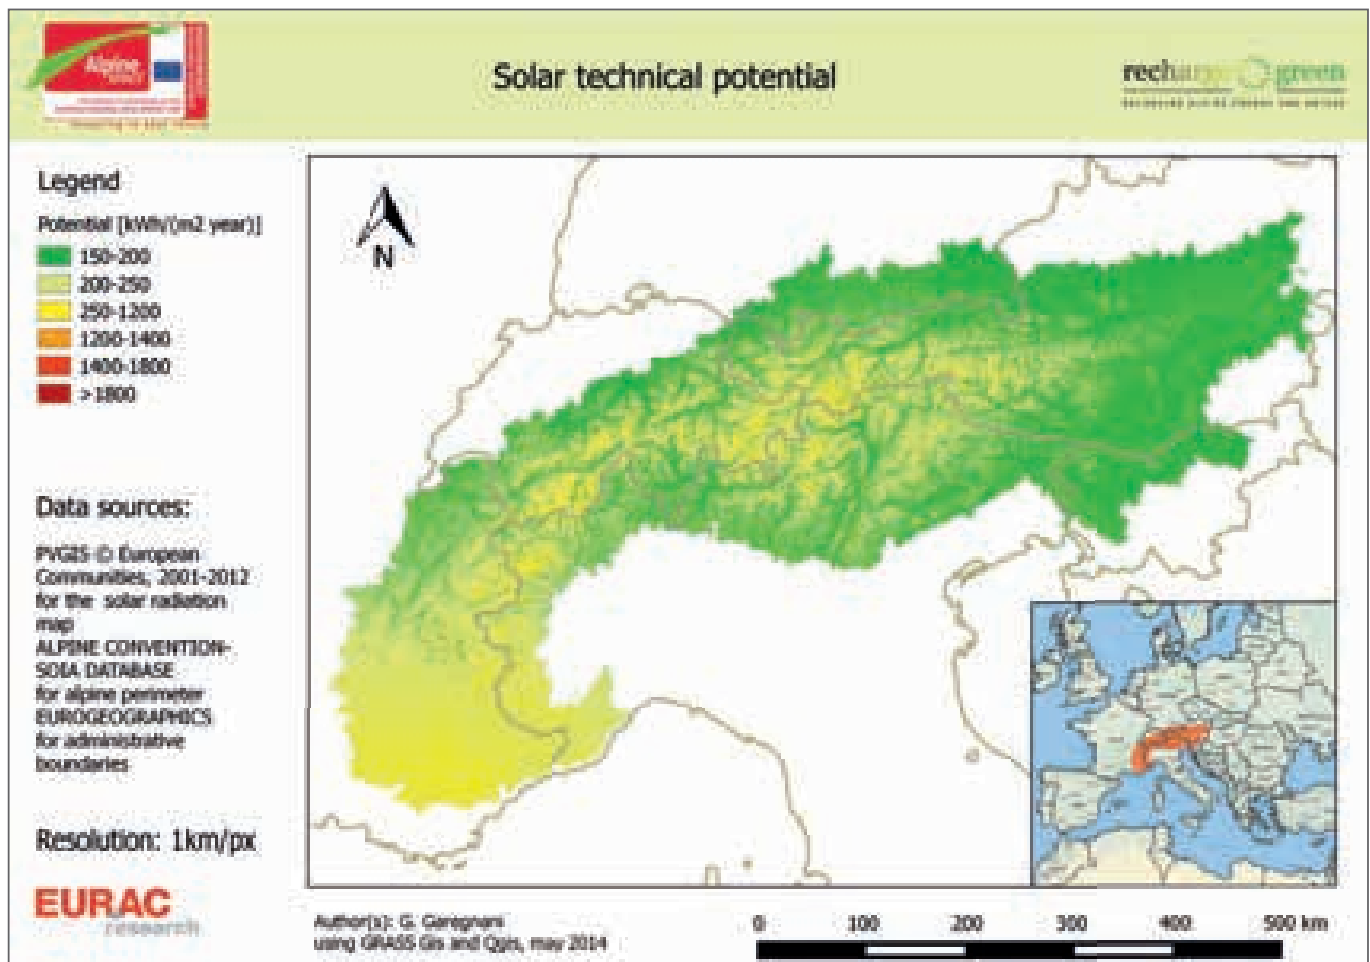 Alpine
Solar technical potential
recharge green
Legend
Potential [kWh/(m2 year)]
150-200
200-250
250-1200
1200-1400
1400-1800
>1800
N
Data sources:
PVGIS © European
Communities, 2001-2012
for the solar radiation
map
ALPINE CONVENTION-
SOIA DATABASE
for alpine perimeter
EUROGEOGRAPHICS
for administrative
boundaries
Resolution: 1km/px
EURAC
research
Author(s): G. Garegnani
using GRASS Gis and Qgis, may 2014
0 100 200 300 400 500 km